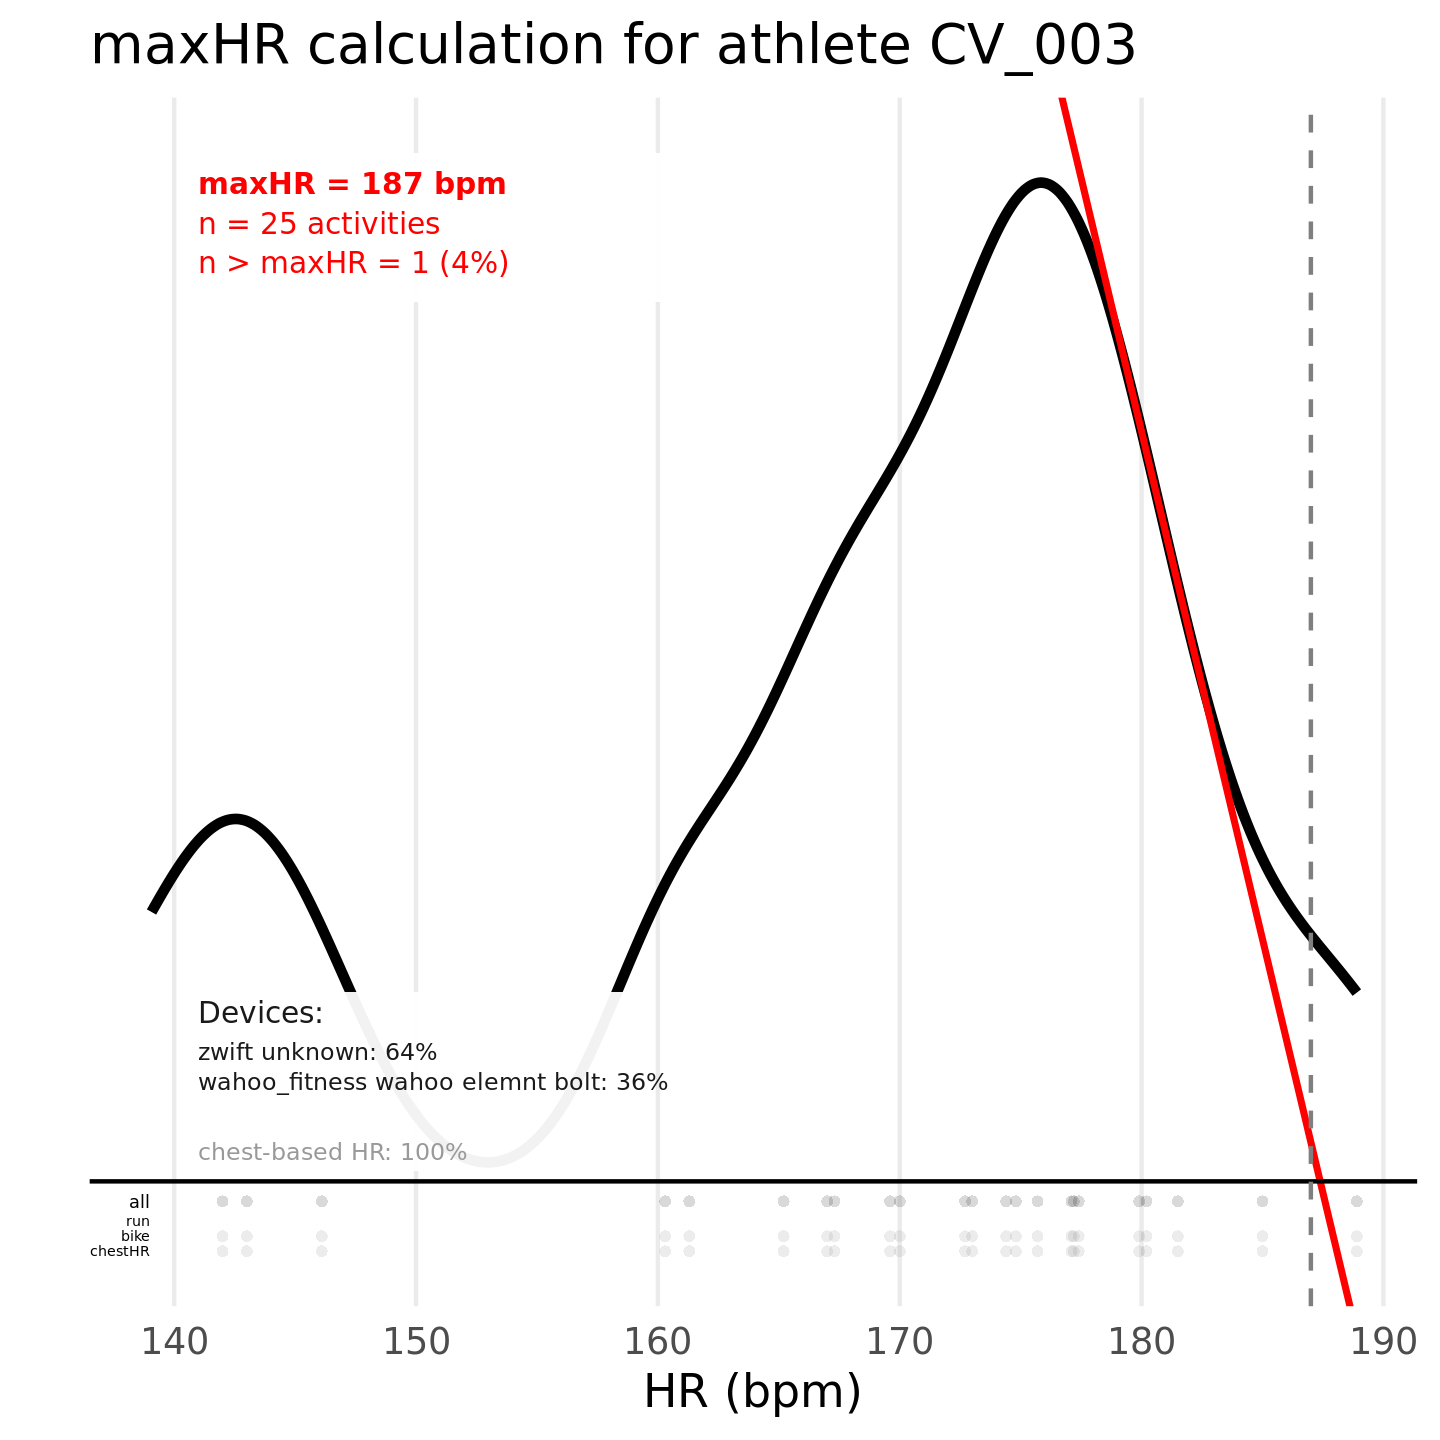 maxHR calculation for athlete CV_003
maxHR = 187 bpm
n = 25 activities
n > maxHR = 1 (4%)
Devices:
zwift unknown: 64%
wahoo_fitness wahoo elemnt bolt: 36%
chest-based HR: 100%
all
run
bike
chestHR
140 150 160 170 180 190
HR (bpm)